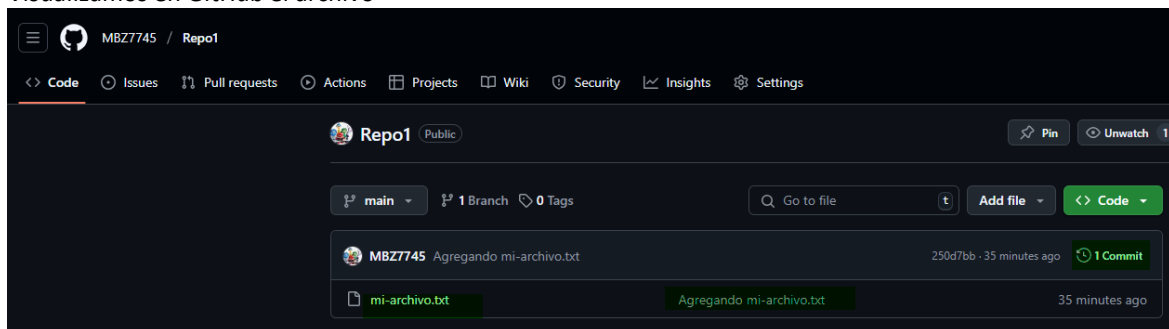 Visualizamos en GitHub el archivo
MBZ7745 / Repo1
<> Code Issues Pull requests Actions Projects Wiki Security Insights Settings
Repo1 Public Pin Unwatch 1
main 1 Branch 0 Tags Go to file t Add file <> Code
MBZ7745 Agregando mi-archivo.txt 250d7bb · 35 minutes ago 1 Commit
mi-archivo.txt Agregando mi-archivo.txt 35 minutes ago